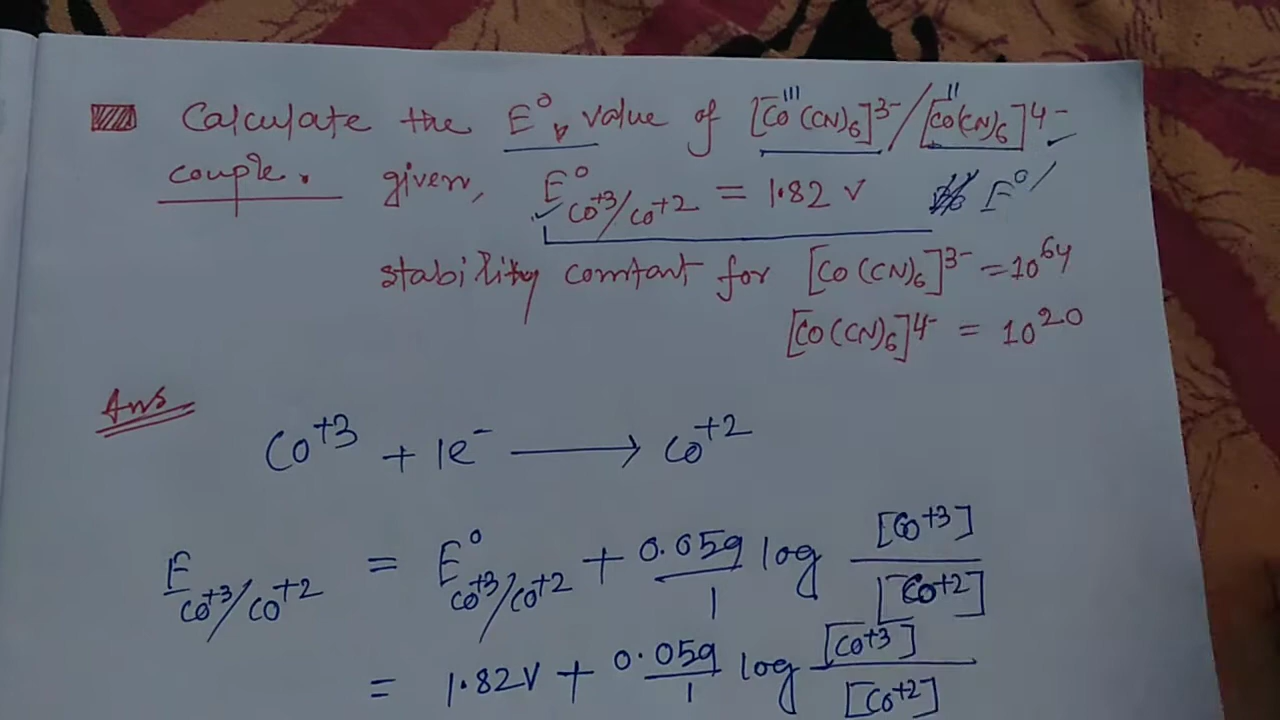 Calculate the E° value of [Co^III(CN)6]^3-/[Co^II(CN)6]^4-
couple. given, E°Co+3/Co+2 = 1.82 V E°/
stability constant for [Co(CN)6]^3- = 10^64
[Co(CN)6]^4- = 10^20
Ans
Co^+3 + 1e^- ⟶ Co^+2
E Co+3/Co+2 = E°Co+3/Co+2 + 0.059/1 log [Co^+3]/[Co^+2]
= 1.82V + 0.059/1 log [Co^+3]/[Co^+2]